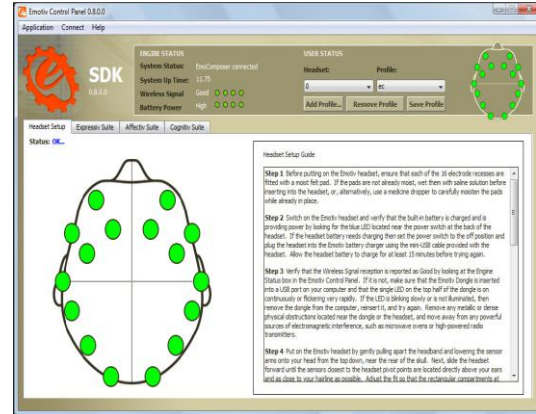 Emotiv Control Panel 0.8.0.0
Application Connect Help
SDK
0.8.0.0
ENGINE STATUS
System Status: EmoComposer connected
System Up Time: 11.75
Wireless Signal Good
Battery Power High
USER STATUS
Headset: Profile:
0 ec
Add Profile... Remove Profile Save Profile
Headset Setup Expressiv Suite Affectiv Suite Cognitiv Suite
Status: OK...
Headset Setup Guide
Step 1 Before putting on the Emotiv headset, ensure that each of the 16 electrode recesses are
fitted with a moist felt pad. If the pads are not already moist, wet them with saline solution before
inserting into the headset, or, alternatively, use a medicine dropper to carefully moisten the pads
while already in place.
Step 2 Switch on the Emotiv headset and verify that the built-in battery is charged and is
providing power by looking for the blue LED located near the power switch at the back of the
headset. If the headset battery needs charging then set the power switch to the off position and
plug the headset into the Emotiv battery charger using the mini-USB cable provided with the
headset. Allow the headset battery to charge for at least 15 minutes before trying again.
Step 3 Verify that the Wireless Signal reception is reported as Good by looking at the Engine
Status box in the Emotiv Control Panel. If it is not, make sure that the Emotiv Dongle is inserted
into a USB port on your computer and that the single LED on the top half of the dongle is on
continuously or flickering very rapidly. If the LED is blinking slowly or is not illuminated, then
remove the dongle from the computer, reinsert it, and try again. Remove any metallic or dense
physical obstructions located near the dongle or the headset, and move away from any powerful
sources of electromagnetic interference, such as microwave ovens or high-powered radio
transmitters.
Step 4 Put on the Emotiv headset by gently pulling apart the headband and lowering the sensor
arms onto your head from the top down, near the rear of the skull. Next, slide the headset
forward until the sensors closest to the headset pivot points are located directly above your ears
and as close to your hairline as possible. Adjust the fit so that the rectangular compartments at